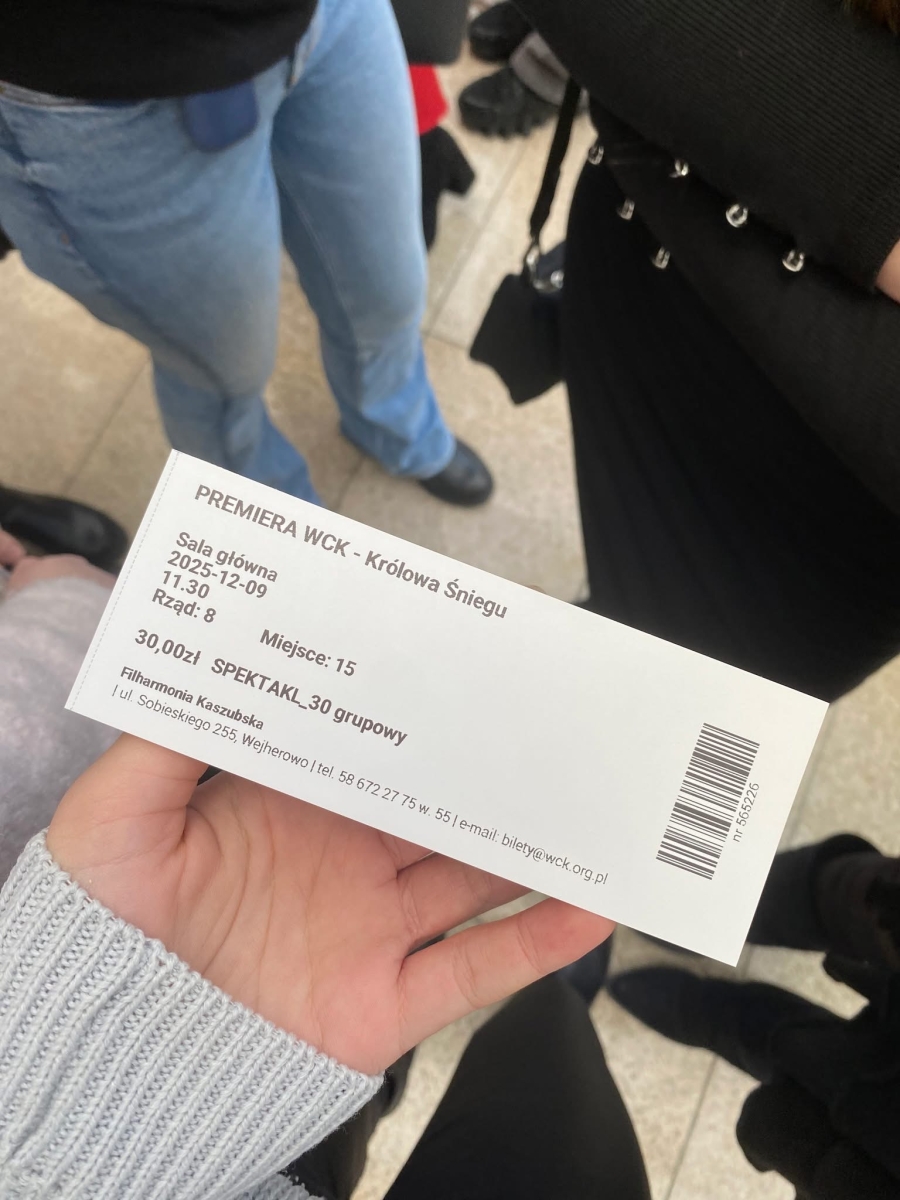 PREMIERA WCK - Królowa Śniegu
Sala główna
2025-12-09
11.30
Rząd: 8 Miejsce: 15
30,00zł SPEKTAKL_30 grupowy
Filharmonia Kaszubska
| ul. Sobieskiego 255, Wejherowo | tel. 58 672 27 75 w. 55 | e-mail: bilety@wck.org.pl
nr 565226